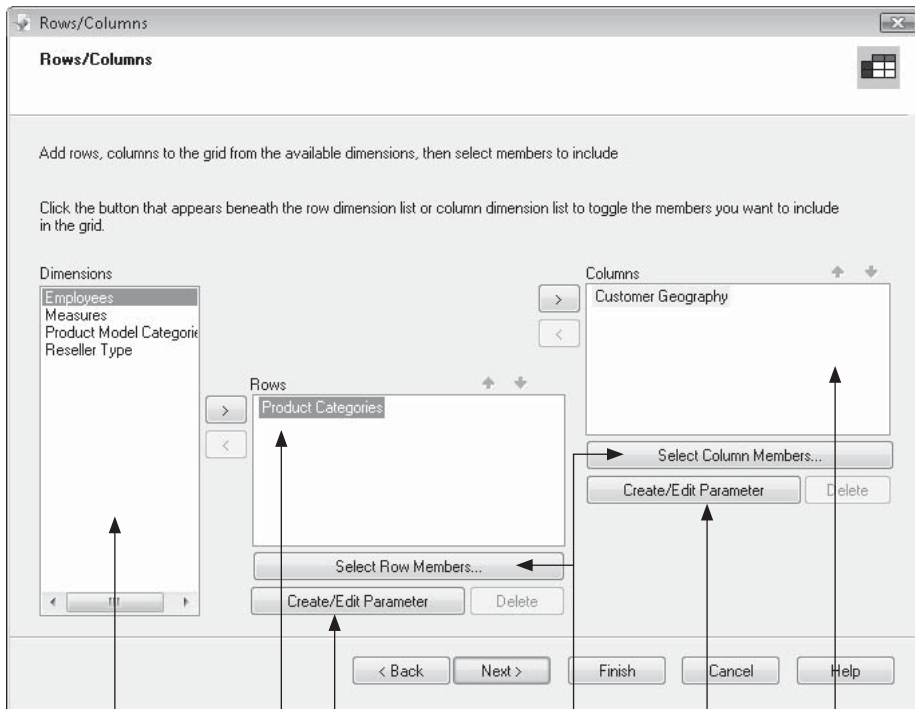 Rows/Columns
Rows/Columns
Add rows, columns to the grid from the available dimensions, then select members to include
Click the button that appears beneath the row dimension list or column dimension list to toggle the members you want to include
in the grid.
Dimensions
Employees
Measures
Product Model Categorie
Reseller Type
Rows
Product Categories
Select Row Members...
Create/Edit Parameter
Delete
Columns
Customer Geography
Select Column Members...
Create/Edit Parameter
Delete
< Back
Next >
Finish
Cancel
Help